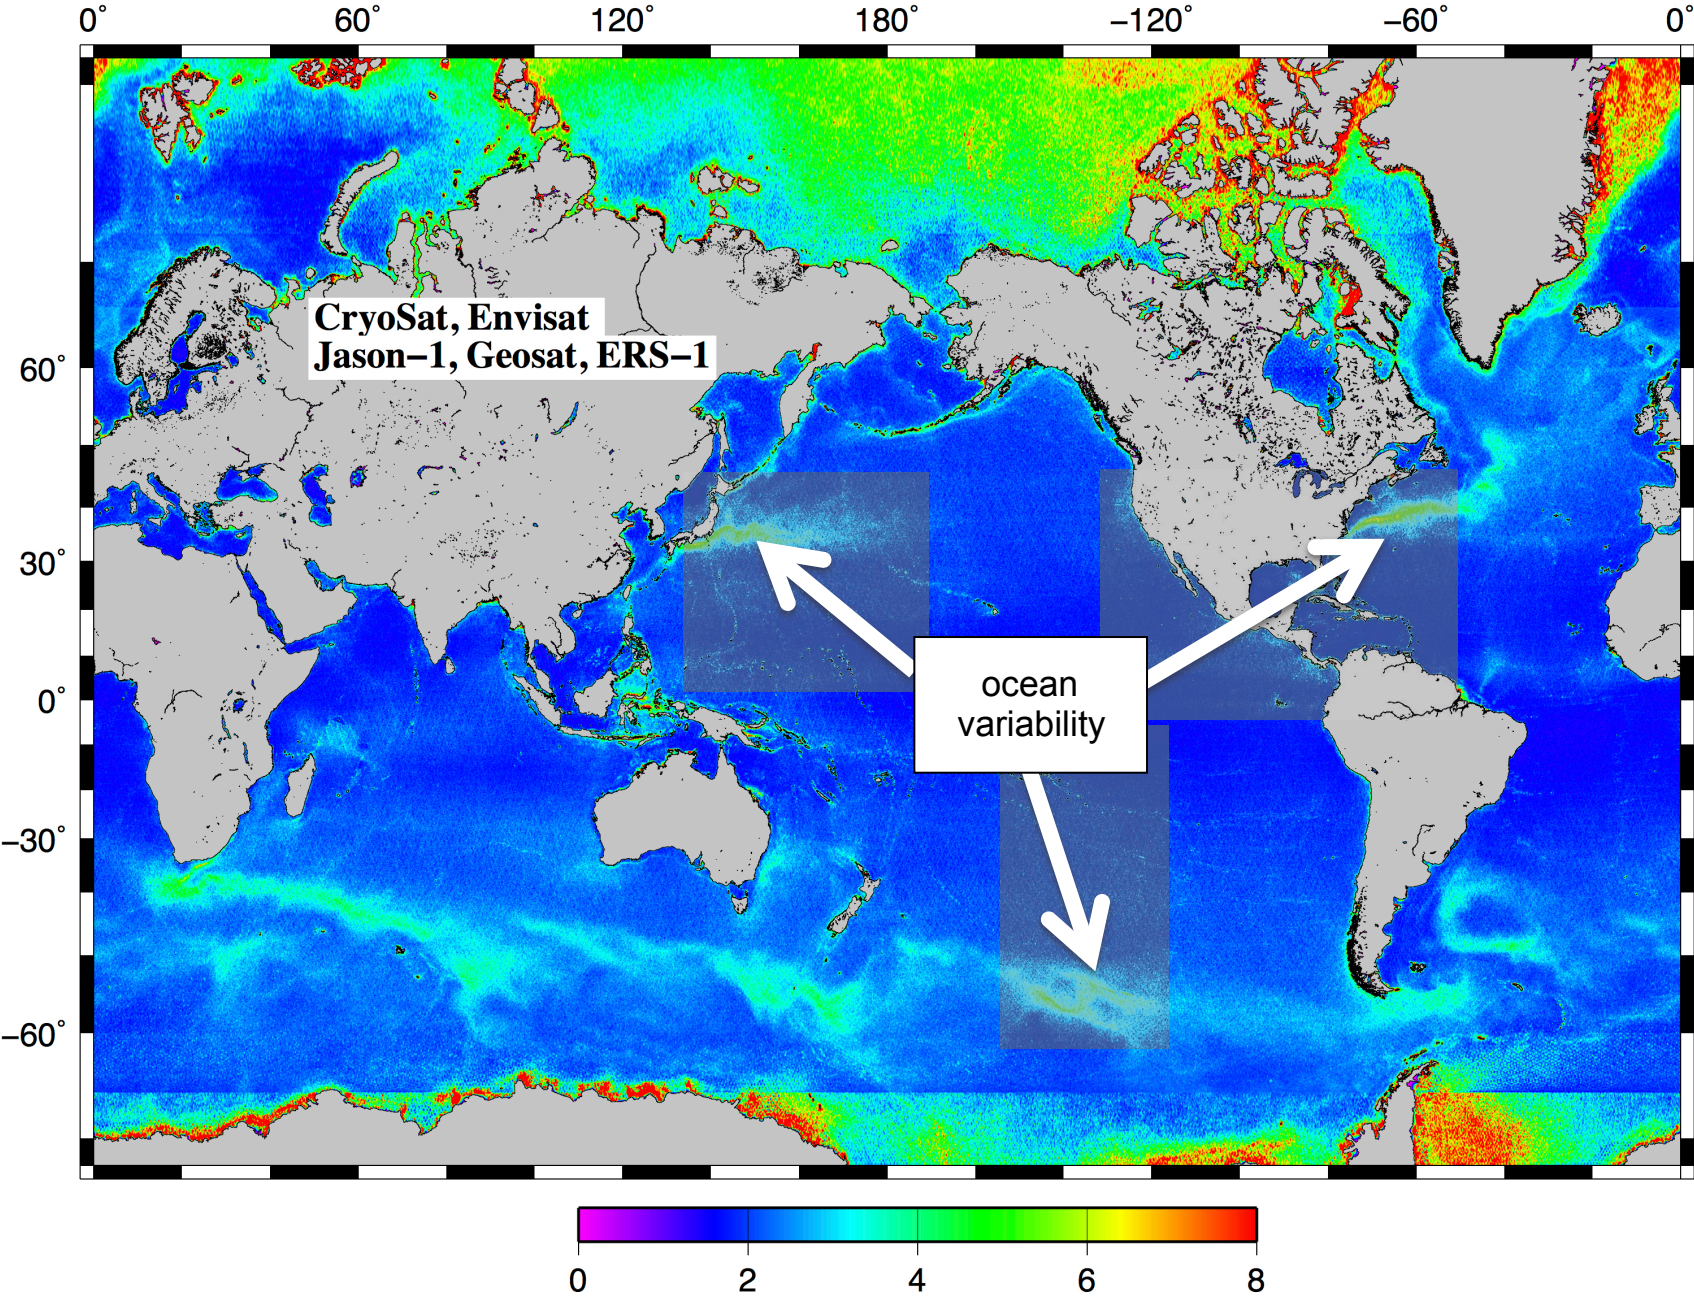 0° 60° 120° 180° −120° −60° 0°
CryoSat, Envisat
Jason−1, Geosat, ERS−1
60°
30°
ocean
variability
0°
−30°
−60°
0 2 4 6 8